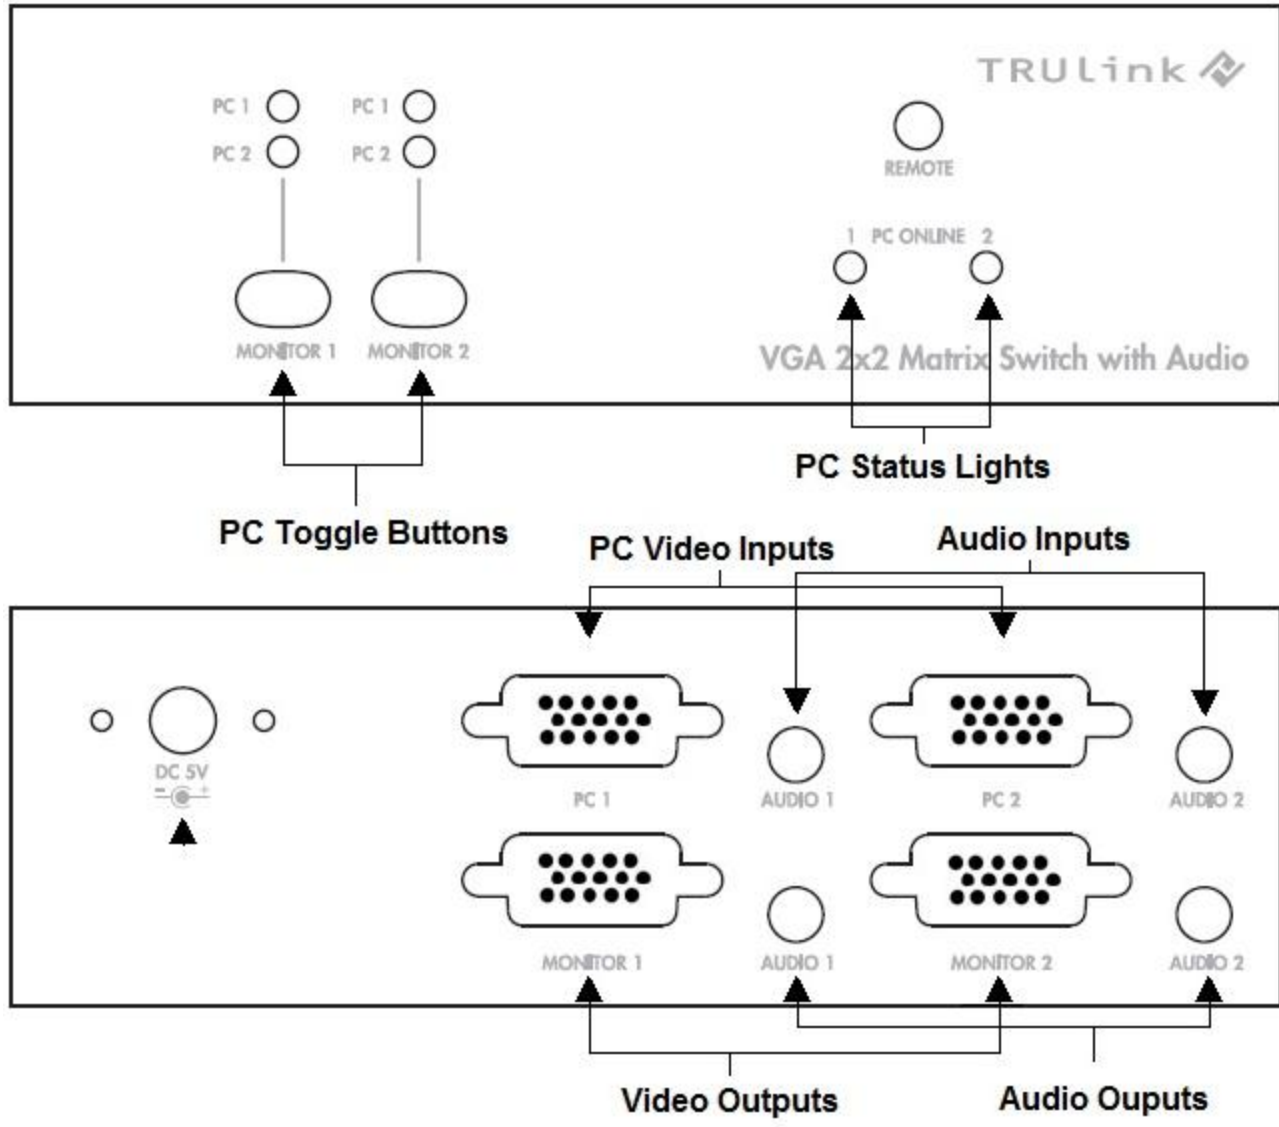 TRULink
PC 1 PC 1
PC 2 PC 2
REMOTE
1 PC ONLINE 2
MONITOR 1 MONITOR 2
VGA 2x2 Matrix Switch with Audio
PC Status Lights
PC Toggle Buttons
PC Video Inputs
Audio Inputs
DC 5V
- +
PC 1 AUDIO 1 PC 2 AUDIO 2
MONITOR 1 AUDIO 1 MONITOR 2 AUDIO 2
Video Outputs
Audio Ouputs